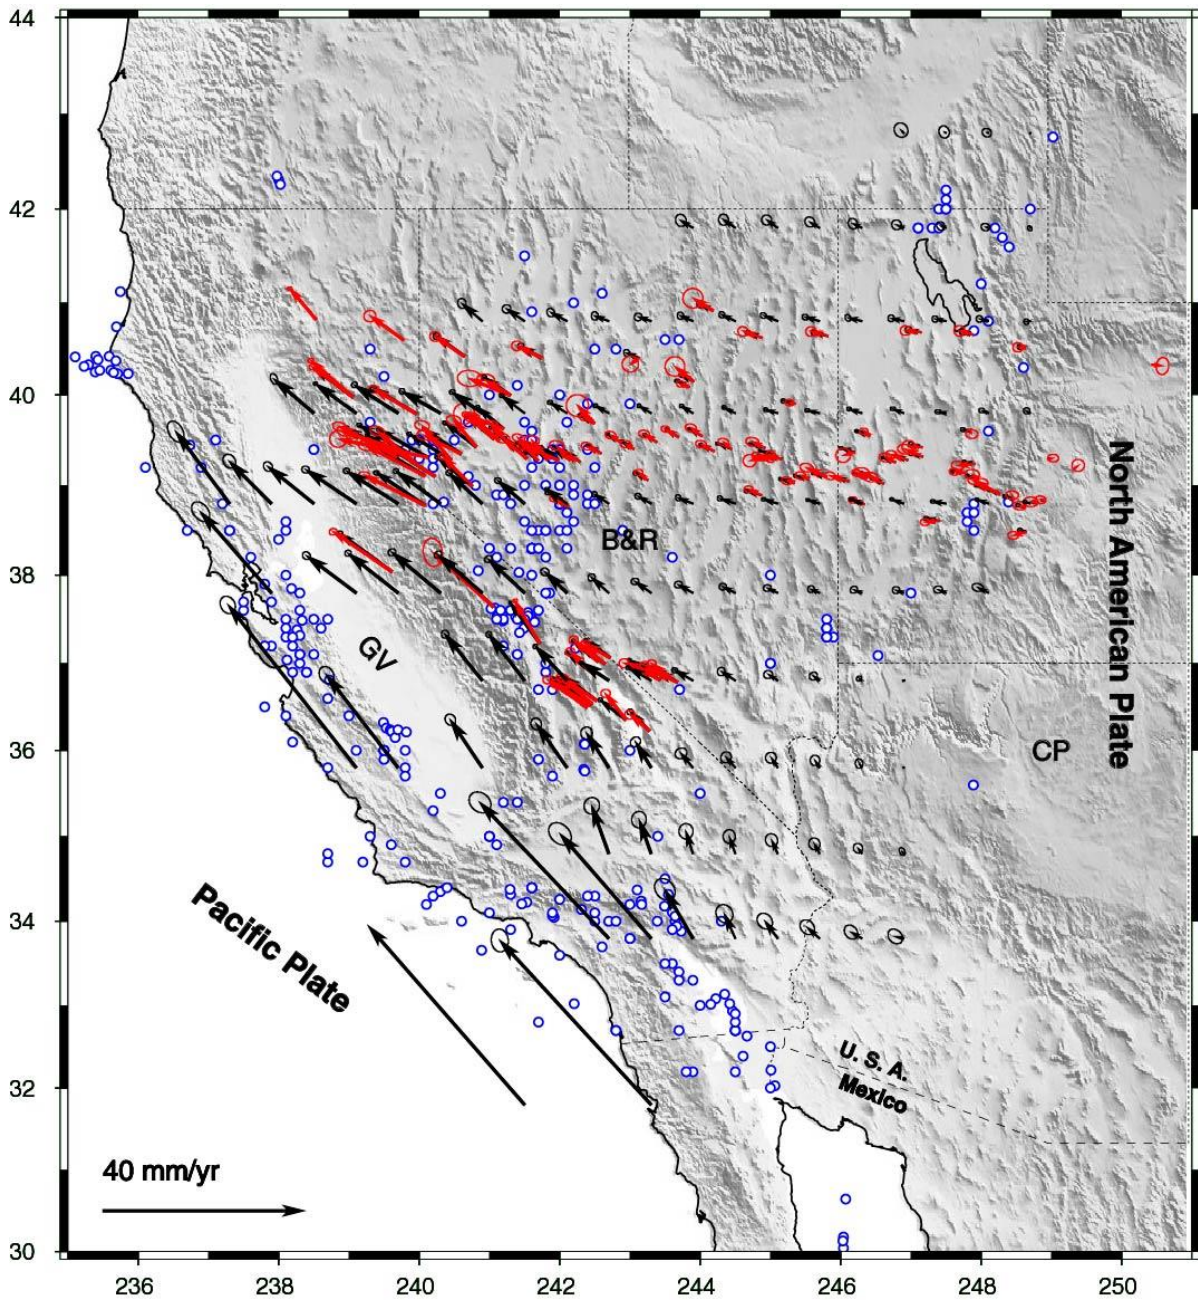 44
42
40
38
36
34
32
30
B&R
GV
CP
North American Plate
Pacific Plate
U. S. A.
Mexico
40 mm/yr
236
238
240
242
244
246
248
250